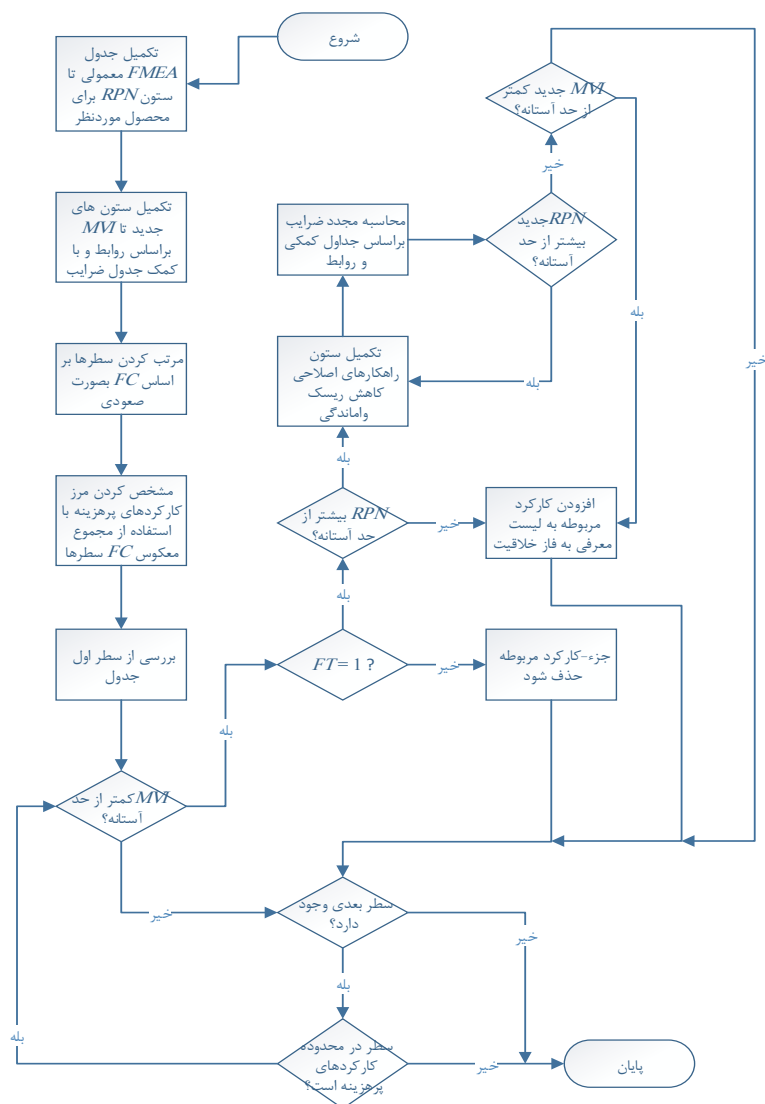 شروع
تکمیل جدول
FMEA معمولی تا
ستون RPN برای
محصول موردنظر
تکمیل ستون های
جدید تا MVI
براساس روابط و با
کمک جدول ضرایب
مرتب کردن سطرها بر
اساس FC بصورت
صعودی
مشخص کردن مرز
کارکردهای پرهزینه با
استفاده از مجموع
معکوس FC سطرها
بررسی از سطر اول
جدول
MVI کمتر از حد
آستانه؟
بله
خیر
FT = 1 ?
بله
خیر
جزء-کارکرد مربوطه
حذف شود
RPN بیشتر از
حد آستانه؟
بله
خیر
افزودن کارکرد
مربوطه به لیست
معرفی به فاز خلاقیت
تکمیل ستون
راهکارهای اصلاحی
کاهش ریسک
واماندگی
محاسبه مجدد ضرایب
براساس جداول کمکی
و روابط
RPN جدید
بیشتر از حد
آستانه؟
بله
خیر
MVI جدید کمتر
از حد آستانه؟
بله
خیر
سطر بعدی وجود
دارد؟
بله
خیر
سطر در محدوده
کارکردهای
پرهزینه است؟
بله
خیر
پایان